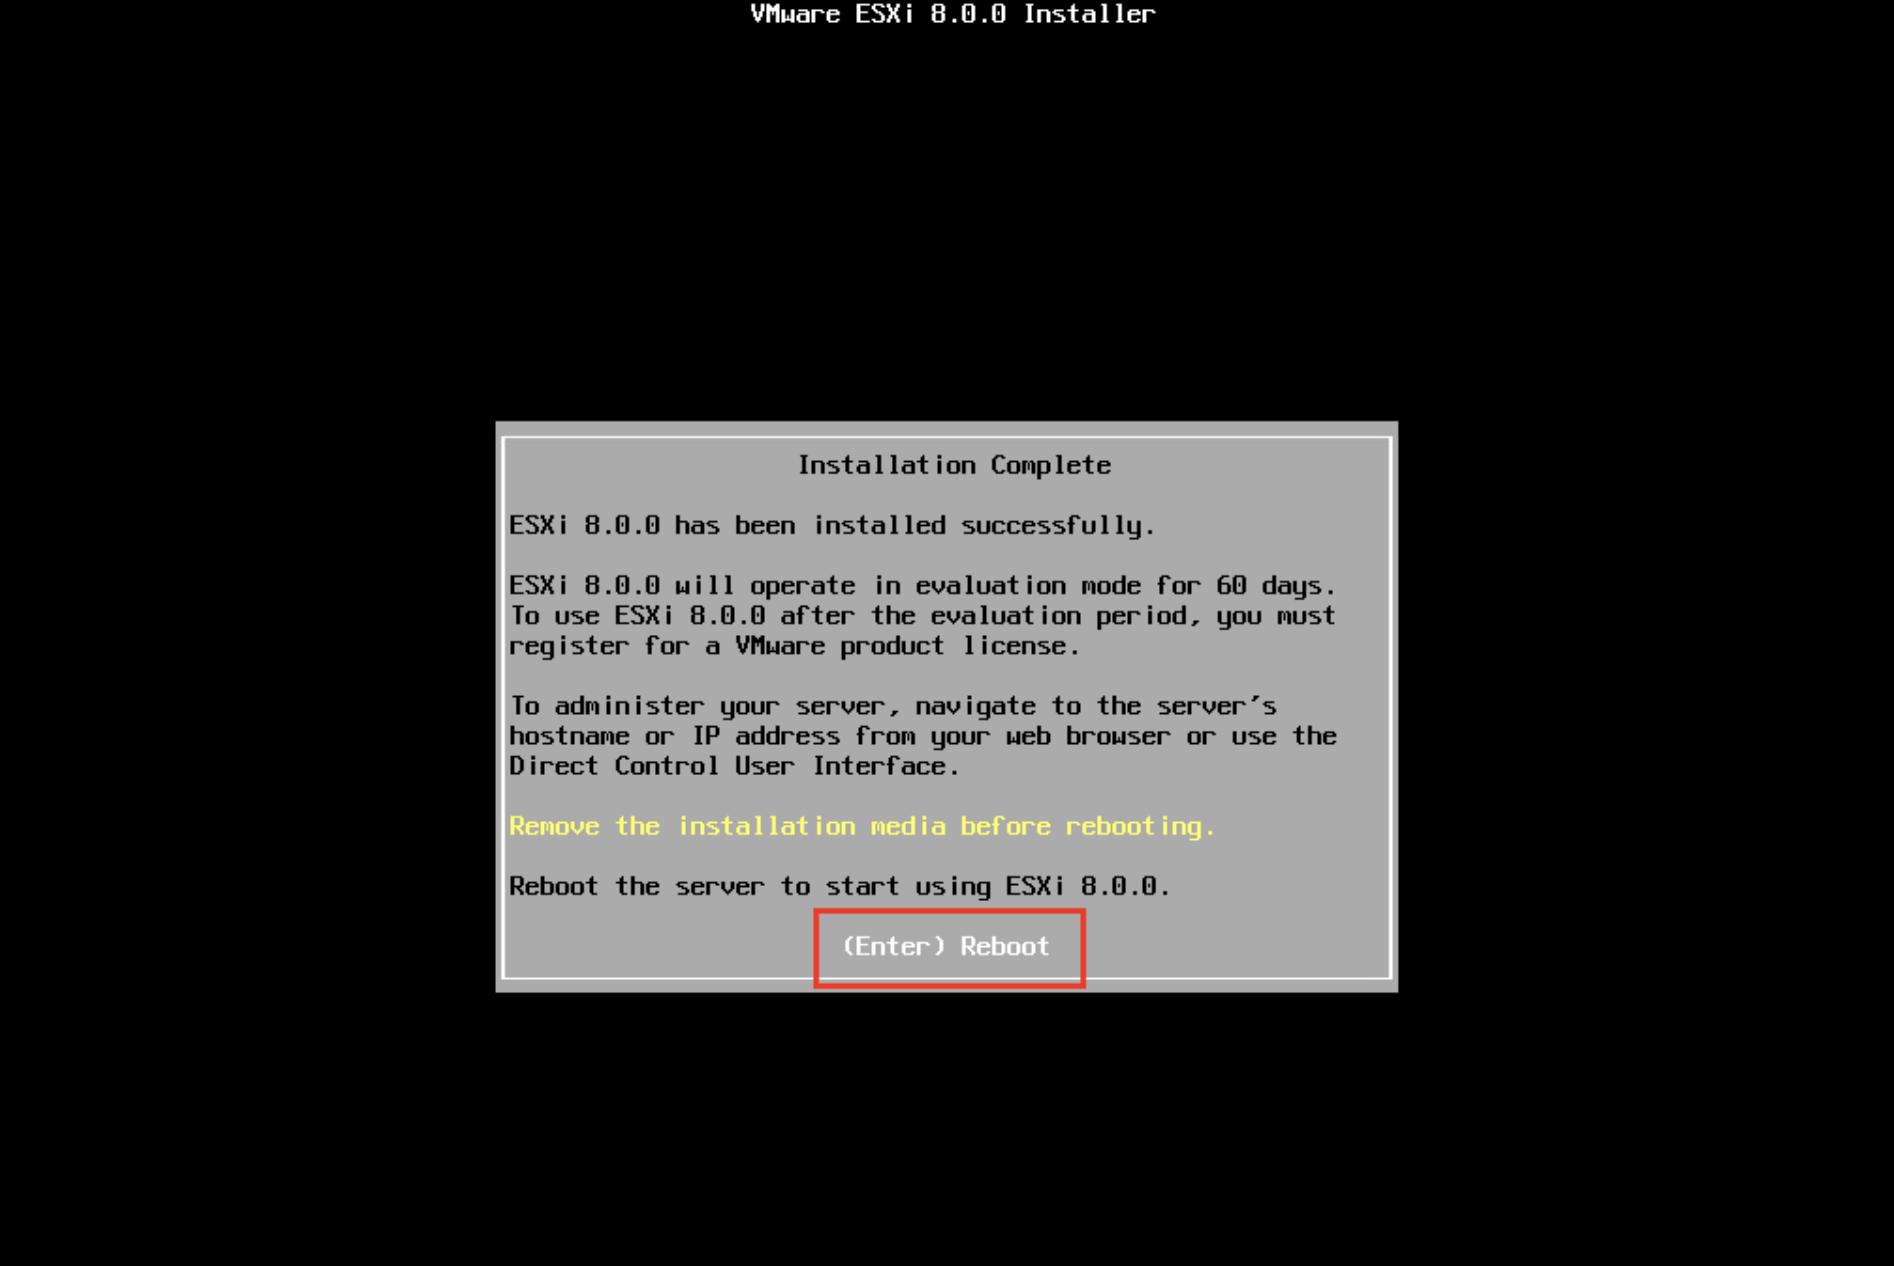 VMware ESXi 8.0.0 Installer
Installation Complete
ESXi 8.0.0 has been installed successfully.
ESXi 8.0.0 will operate in evaluation mode for 60 days.
To use ESXi 8.0.0 after the evaluation period, you must
register for a VMware product license.
To administer your server, navigate to the server's
hostname or IP address from your web browser or use the
Direct Control User Interface.
Remove the installation media before rebooting.
Reboot the server to start using ESXi 8.0.0.
(Enter) Reboot